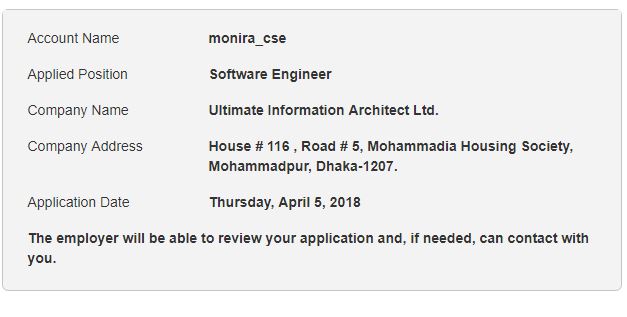 Account Name monira_cse
Applied Position Software Engineer
Company Name Ultimate Information Architect Ltd.
Company Address House # 116 , Road # 5, Mohammadia Housing Society,
Mohammadpur, Dhaka-1207.
Application Date Thursday, April 5, 2018
The employer will be able to review your application and, if needed, can contact with
you.